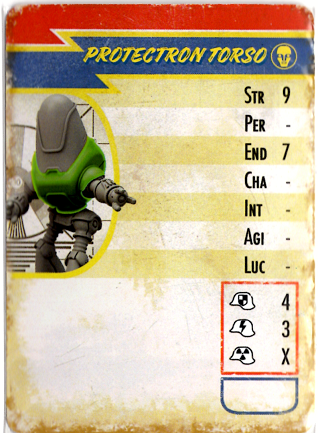 PROTECTRON TORSO
STR 9
PER -
END 7
CHA -
INT -
AGI -
LUC -
4
3
X